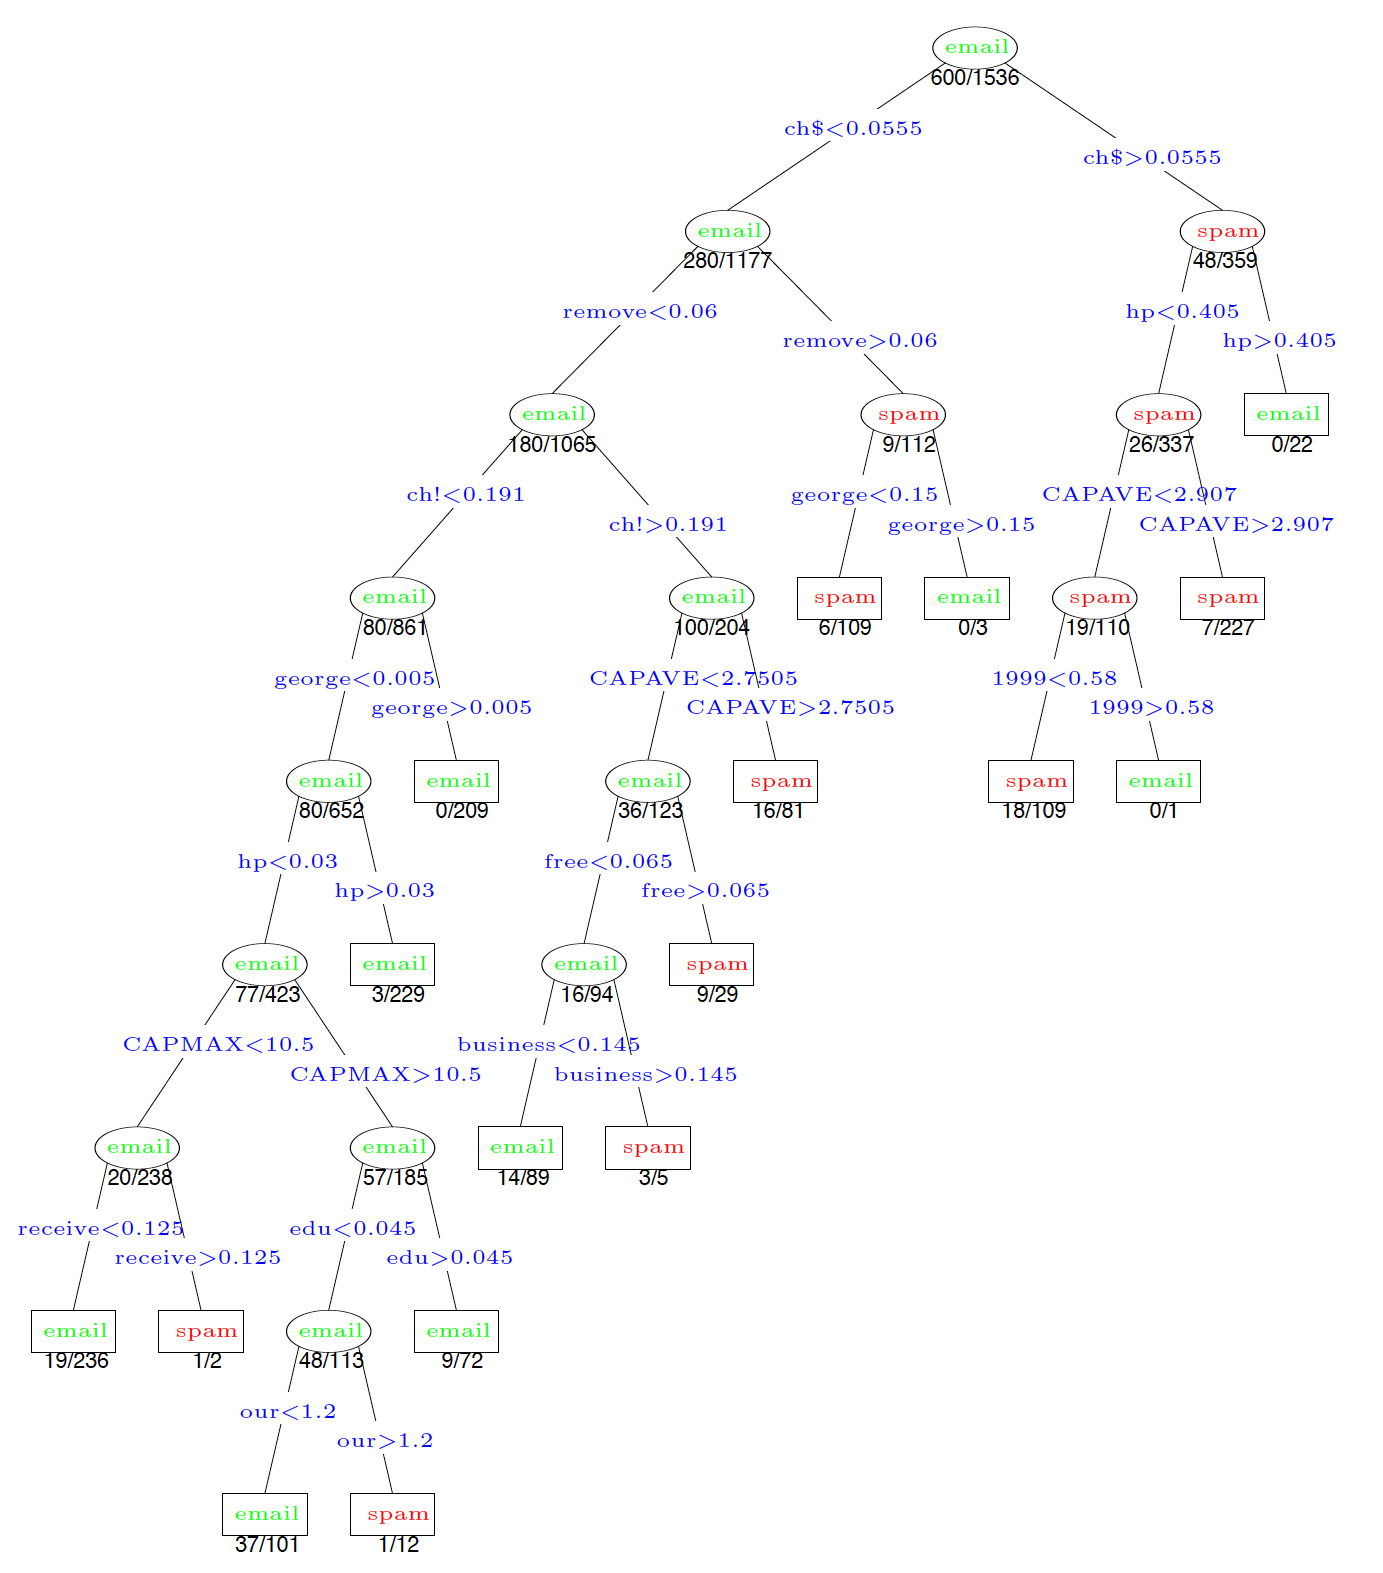 email
600/1536
ch$<0.0555
ch$>0.0555
email
280/1177
spam
48/359
remove<0.06
remove>0.06
hp<0.405
hp>0.405
email
180/1065
spam
9/112
spam
26/337
email
0/22
ch!<0.191
ch!>0.191
george<0.15
george>0.15
CAPAVE<2.907
CAPAVE>2.907
email
80/861
email
100/204
spam
6/109
email
0/3
spam
19/110
spam
7/227
george<0.005
george>0.005
CAPAVE<2.7505
CAPAVE>2.7505
1999<0.58
1999>0.58
email
80/652
email
0/209
email
36/123
spam
16/81
spam
18/109
email
0/1
hp<0.03
hp>0.03
free<0.065
free>0.065
email
77/423
email
3/229
email
16/94
spam
9/29
CAPMAX<10.5
CAPMAX>10.5
business<0.145
business>0.145
email
20/238
email
57/185
email
14/89
spam
3/5
receive<0.125
receive>0.125
edu<0.045
edu>0.045
email
19/236
spam
1/2
email
48/113
email
9/72
our<1.2
our>1.2
email
37/101
spam
1/12